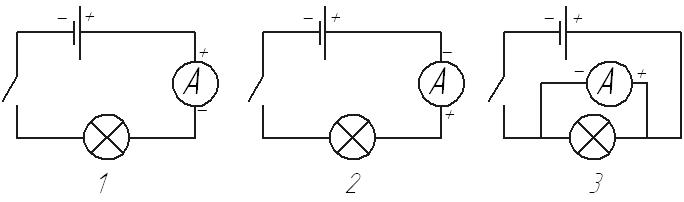 − + − + − +
+ − − +
A A A
− +
1 2 3